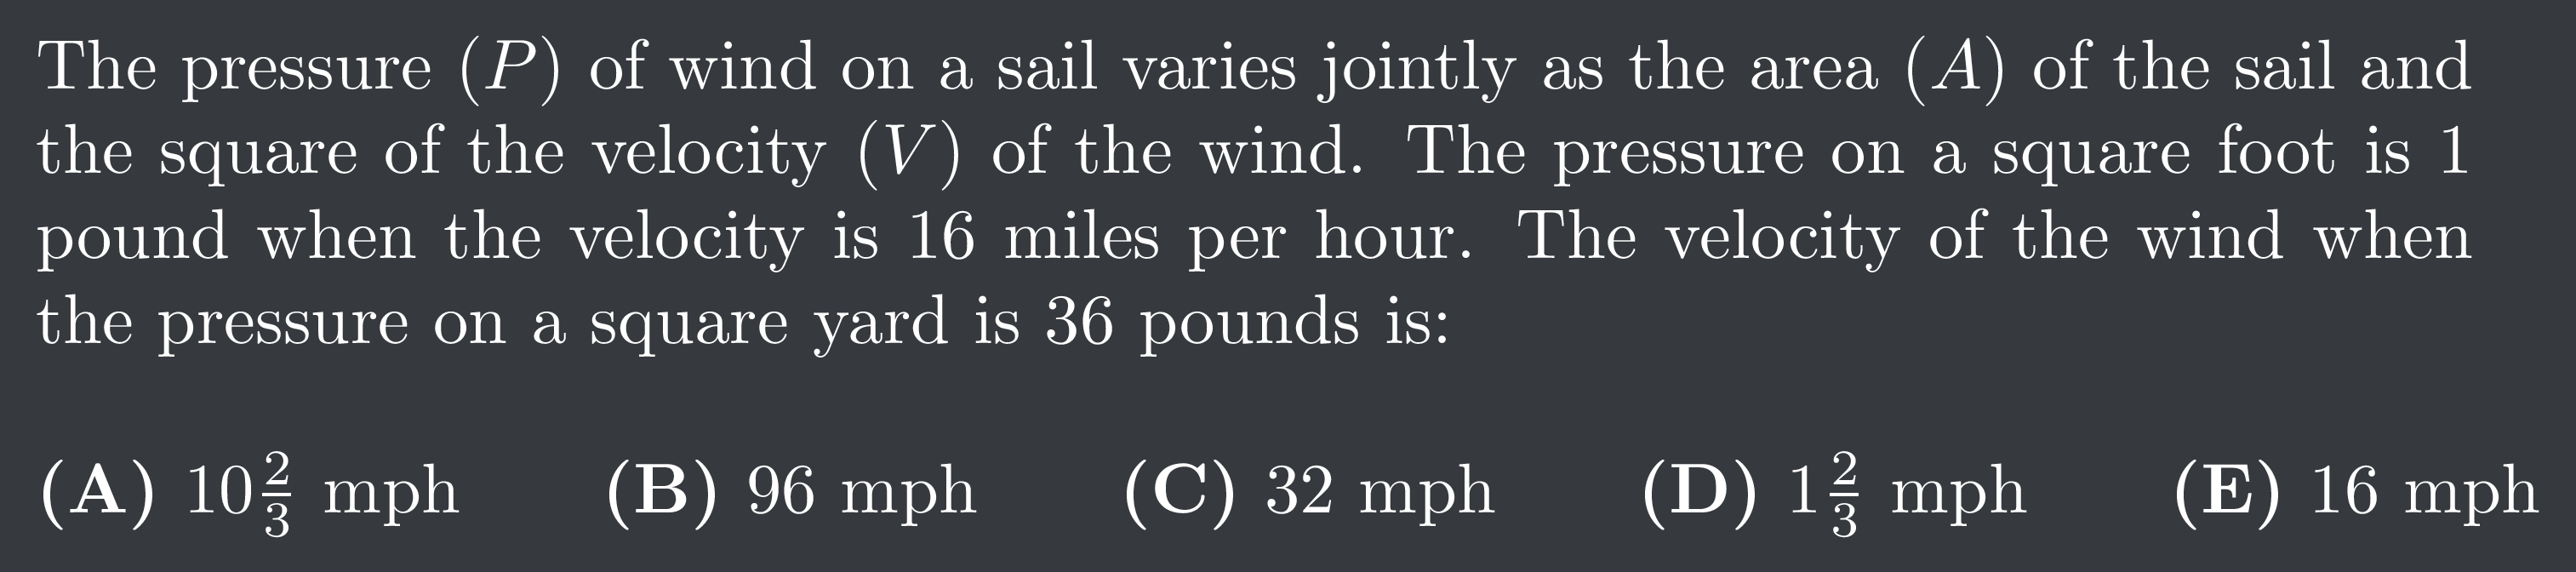 The pressure (P) of wind on a sail varies jointly as the area (A) of the sail and
the square of the velocity (V) of the wind. The pressure on a square foot is 1
pound when the velocity is 16 miles per hour. The velocity of the wind when
the pressure on a square yard is 36 pounds is:
(A) 10 2/3 mph (B) 96 mph (C) 32 mph (D) 1 2/3 mph (E) 16 mph